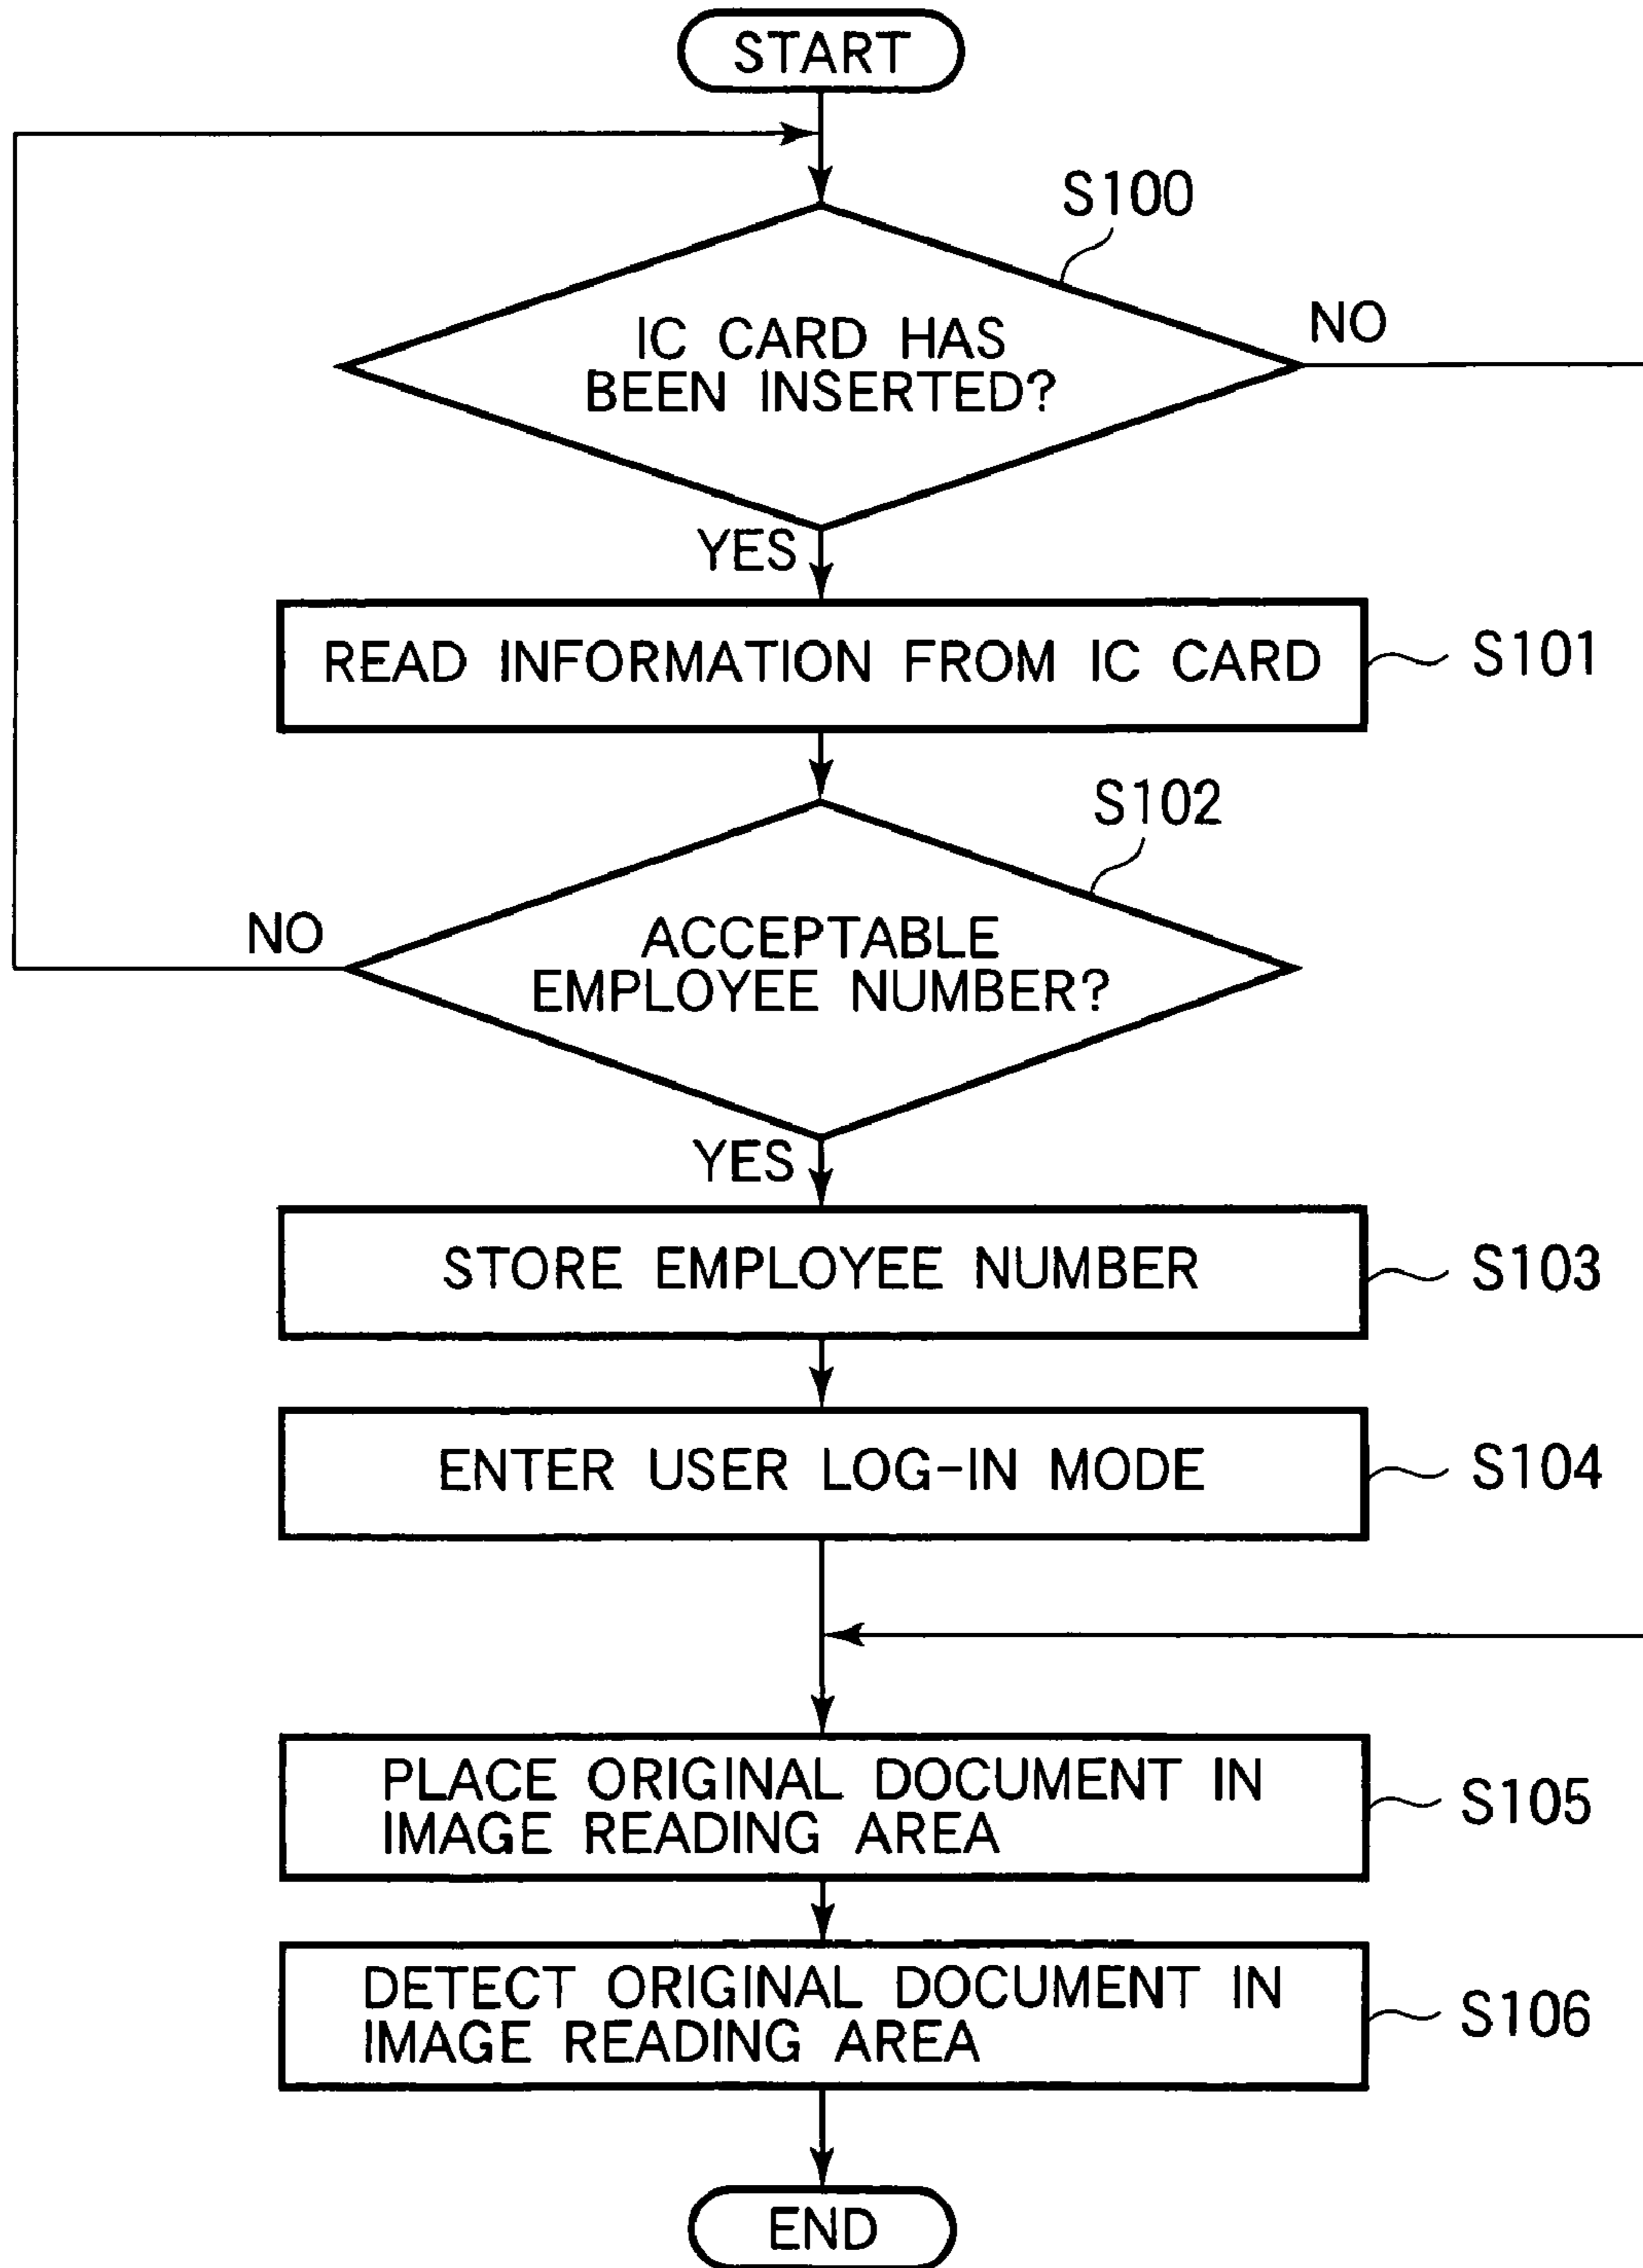 START
S100
IC CARD HAS
BEEN INSERTED?
NO
YES
READ INFORMATION FROM IC CARD
S101
S102
ACCEPTABLE
EMPLOYEE NUMBER?
NO
YES
STORE EMPLOYEE NUMBER
S103
ENTER USER LOG-IN MODE
S104
PLACE ORIGINAL DOCUMENT IN
IMAGE READING AREA
S105
DETECT ORIGINAL DOCUMENT IN
IMAGE READING AREA
S106
END